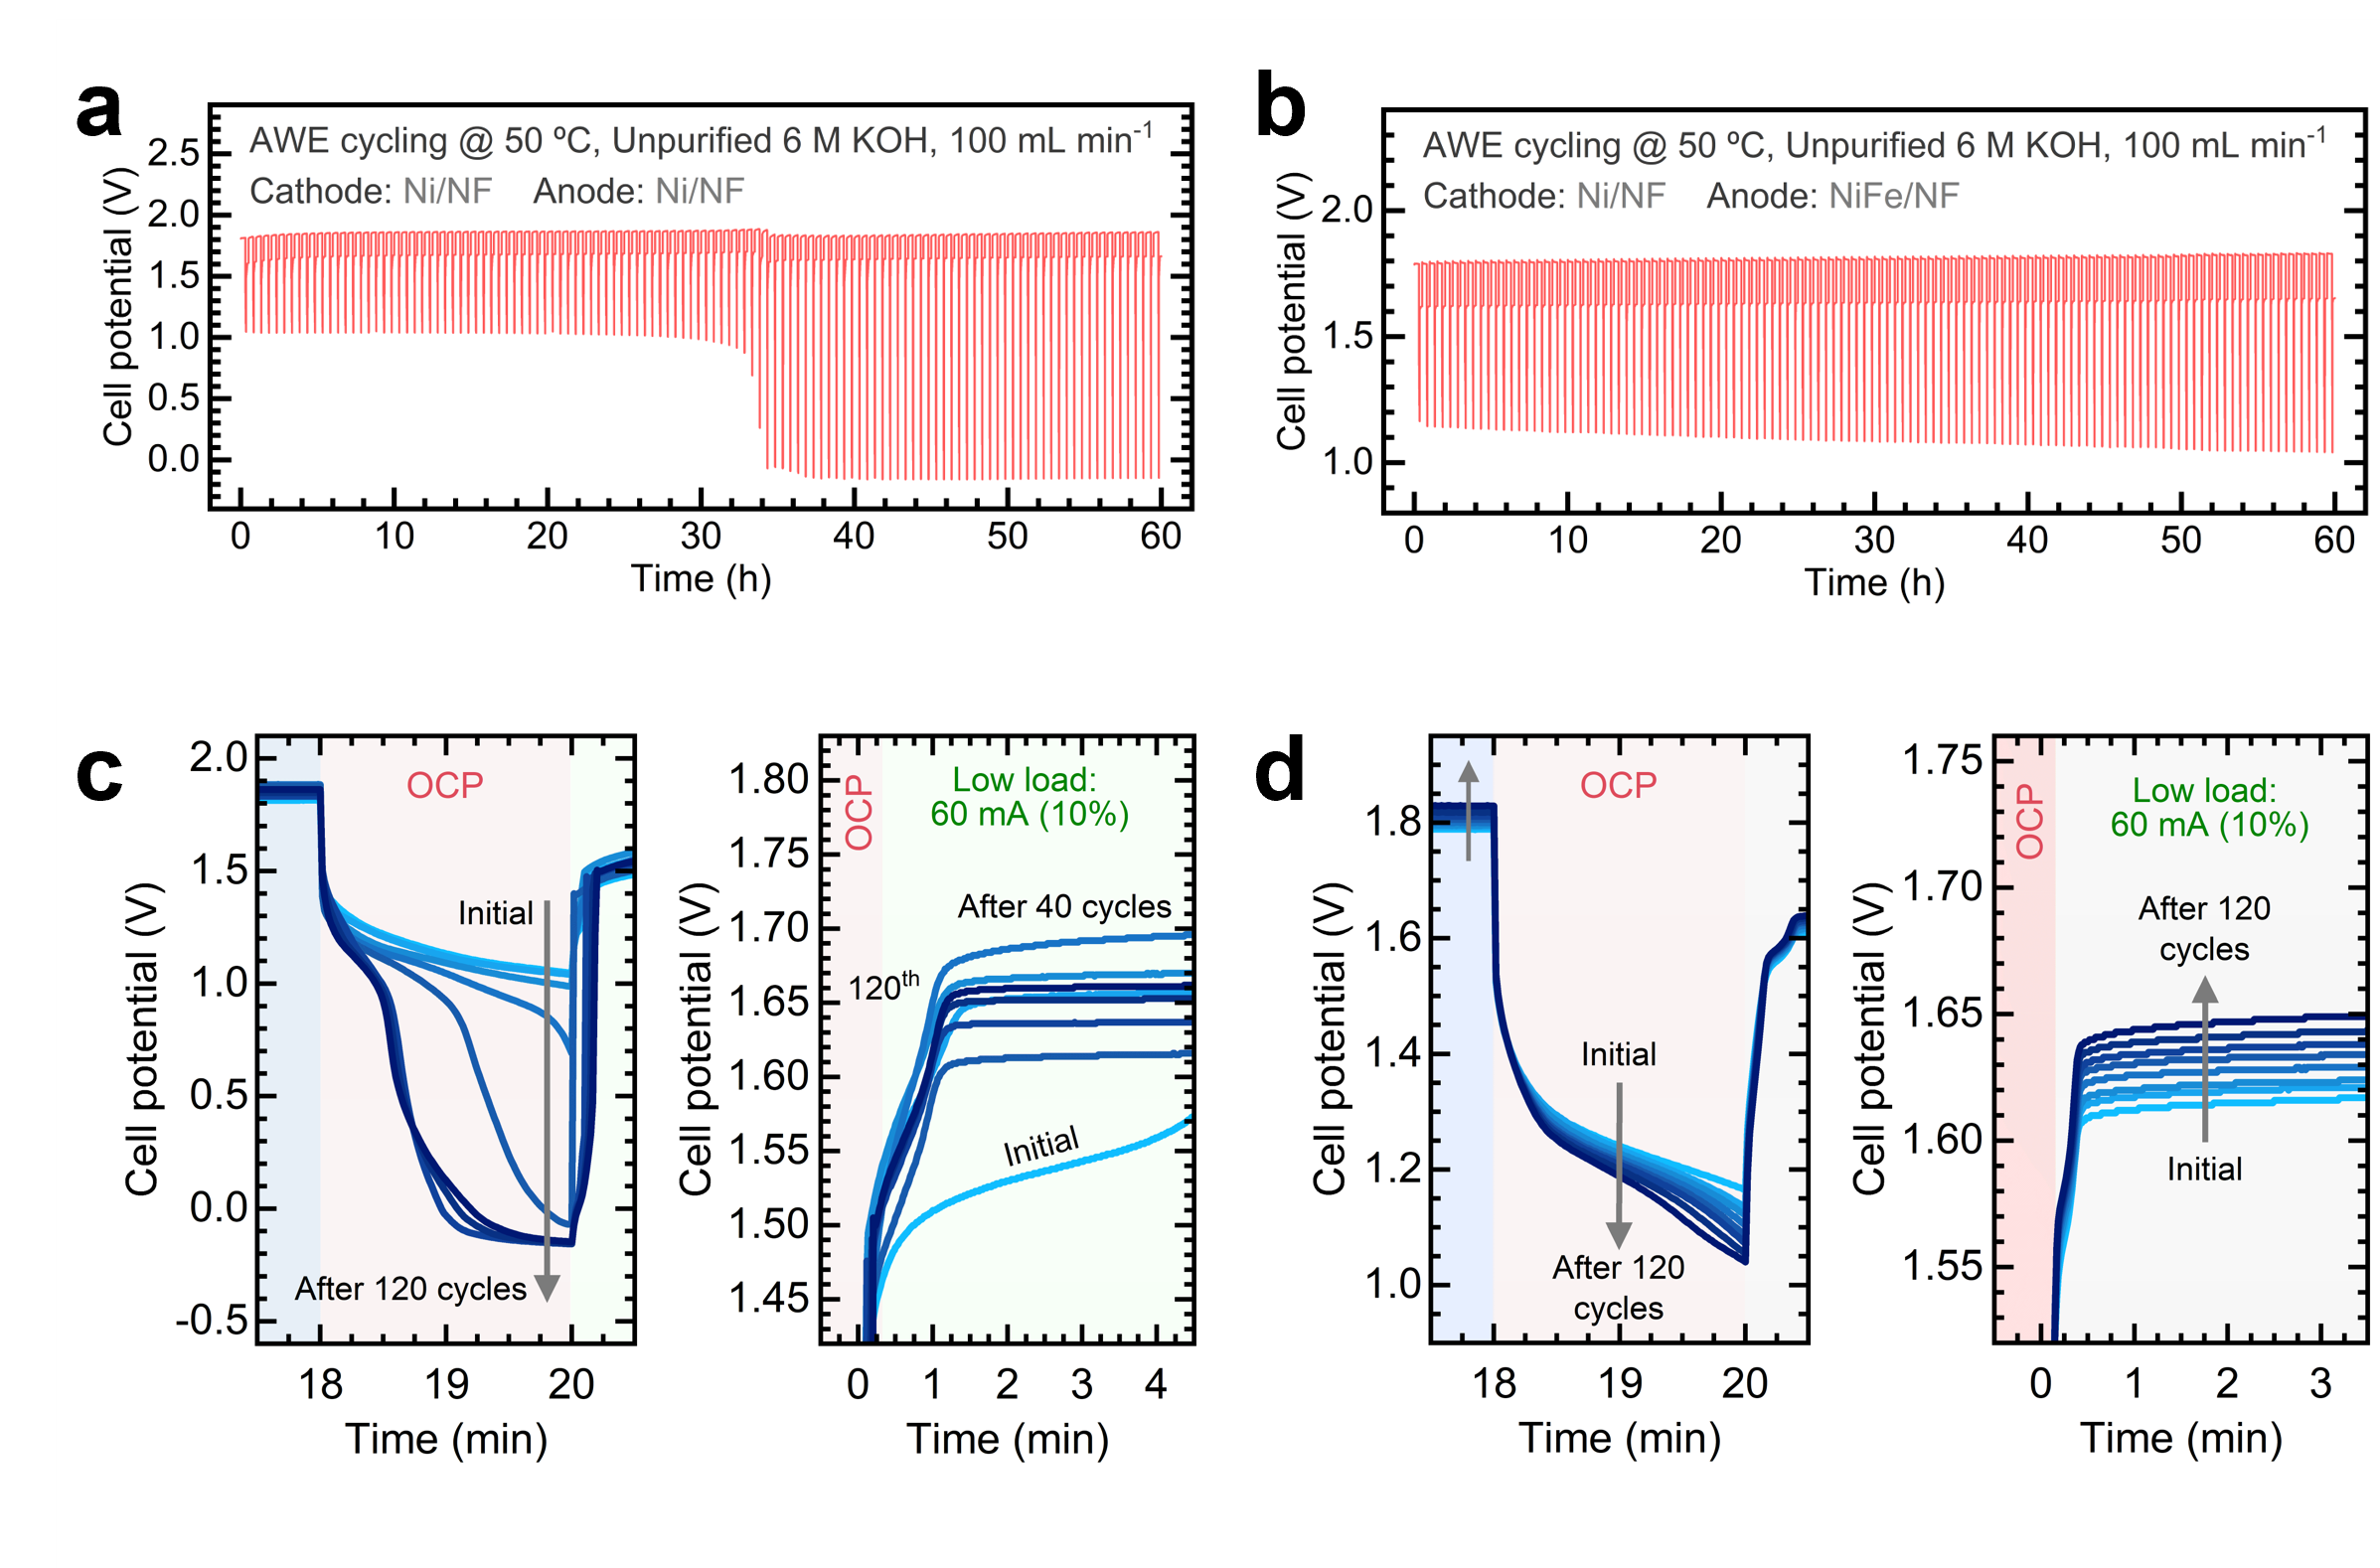 a
AWE cycling @ 50 ºC, Unpurified 6 M KOH, 100 mL min-1
Cathode: Ni/NF Anode: Ni/NF
Cell potential (V)
2.5
2.0
1.5
1.0
0.5
0.0
0 10 20 30 40 50 60
Time (h)
b
AWE cycling @ 50 ºC, Unpurified 6 M KOH, 100 mL min-1
Cathode: Ni/NF Anode: NiFe/NF
Cell potential (V)
2.0
1.5
1.0
0 10 20 30 40 50 60
Time (h)
c
Cell potential (V)
2.0
1.5
1.0
0.5
0.0
-0.5
OCP
Initial
After 120 cycles
18 19 20
Time (min)
Cell potential (V)
1.80
1.75
1.70
1.65
1.60
1.55
1.50
1.45
OCP
Low load:
60 mA (10%)
After 40 cycles
120th
Initial
0 1 2 3 4
Time (min)
d
Cell potential (V)
1.8
1.6
1.4
1.2
1.0
OCP
Initial
After 120
cycles
18 19 20
Time (min)
Cell potential (V)
1.75
1.70
1.65
1.60
1.55
OCP
Low load:
60 mA (10%)
After 120
cycles
Initial
0 1 2 3
Time (min)